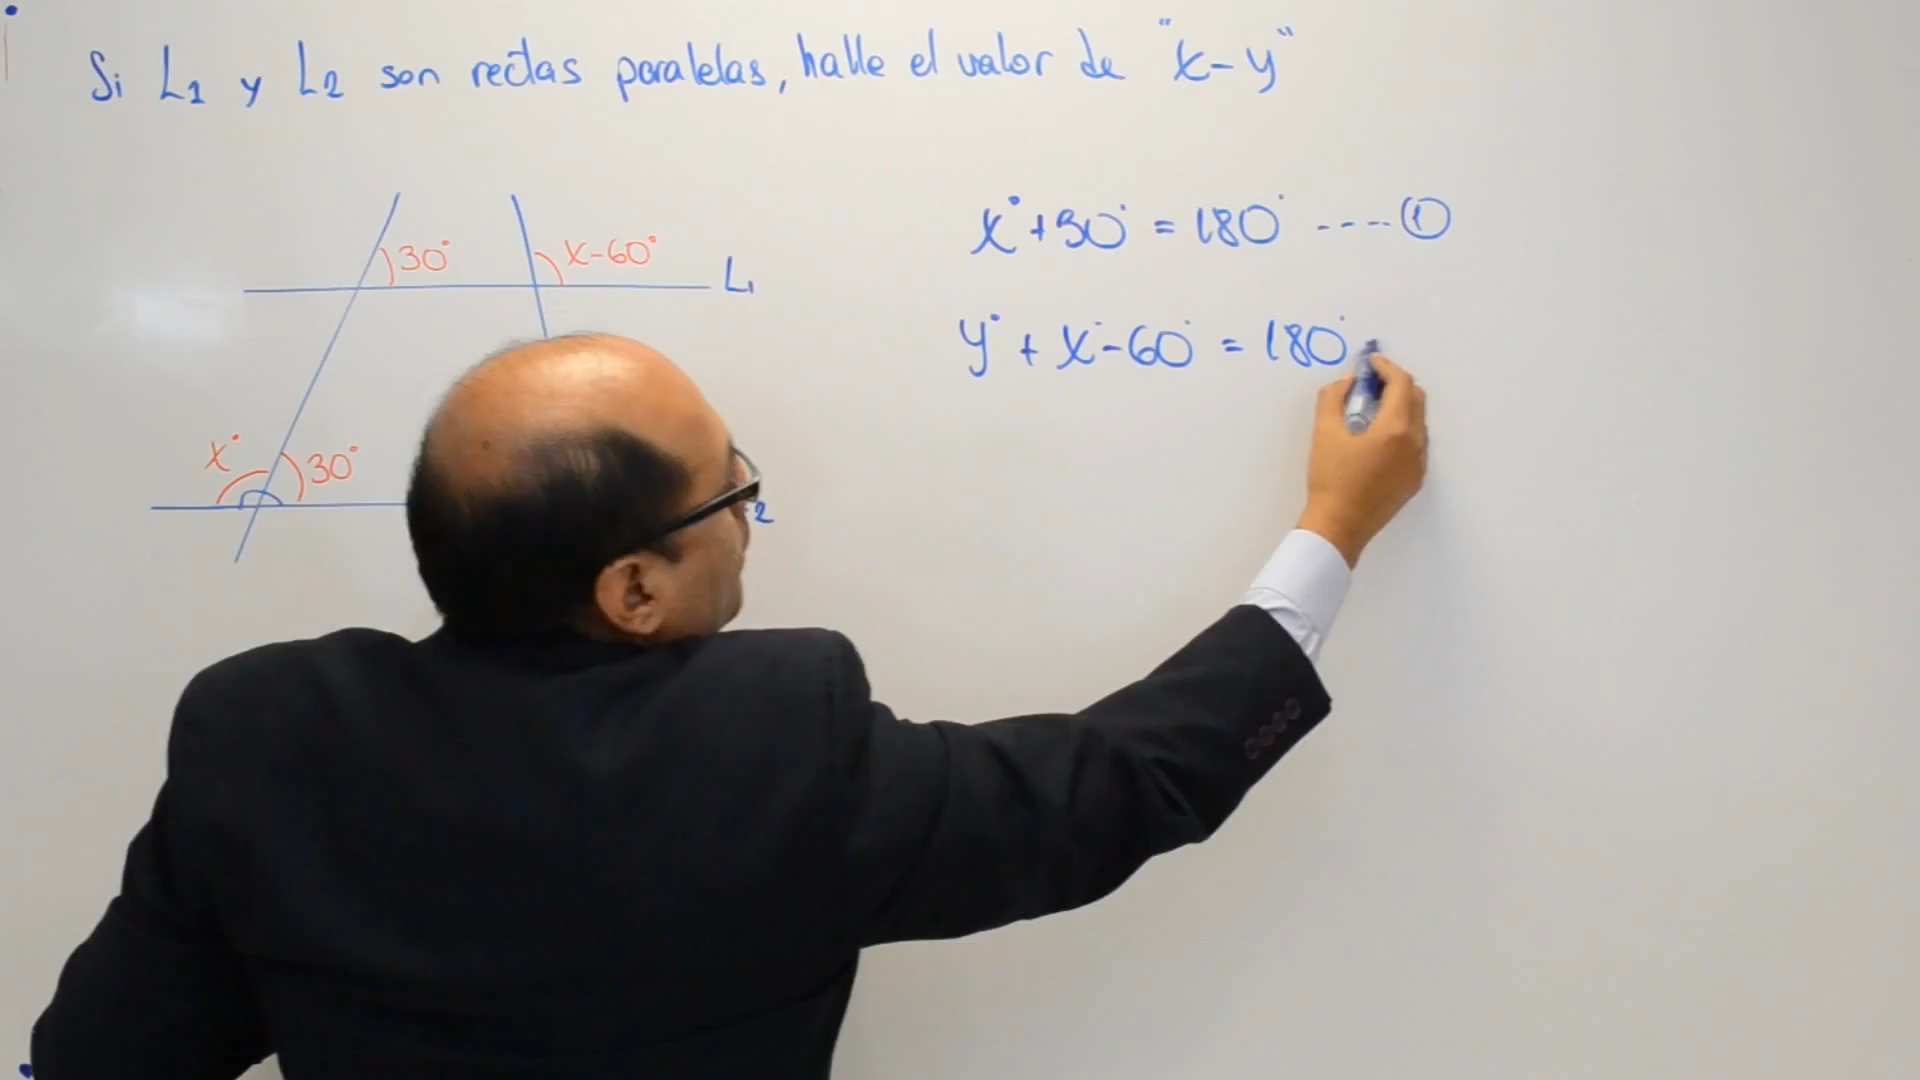 Si L1 y L2 son rectas paralelas, halle el valor de "x-y"
30° x-60°
L1
x° 30°
2
x°+30° = 180° ----①
y° + x°-60° = 180°